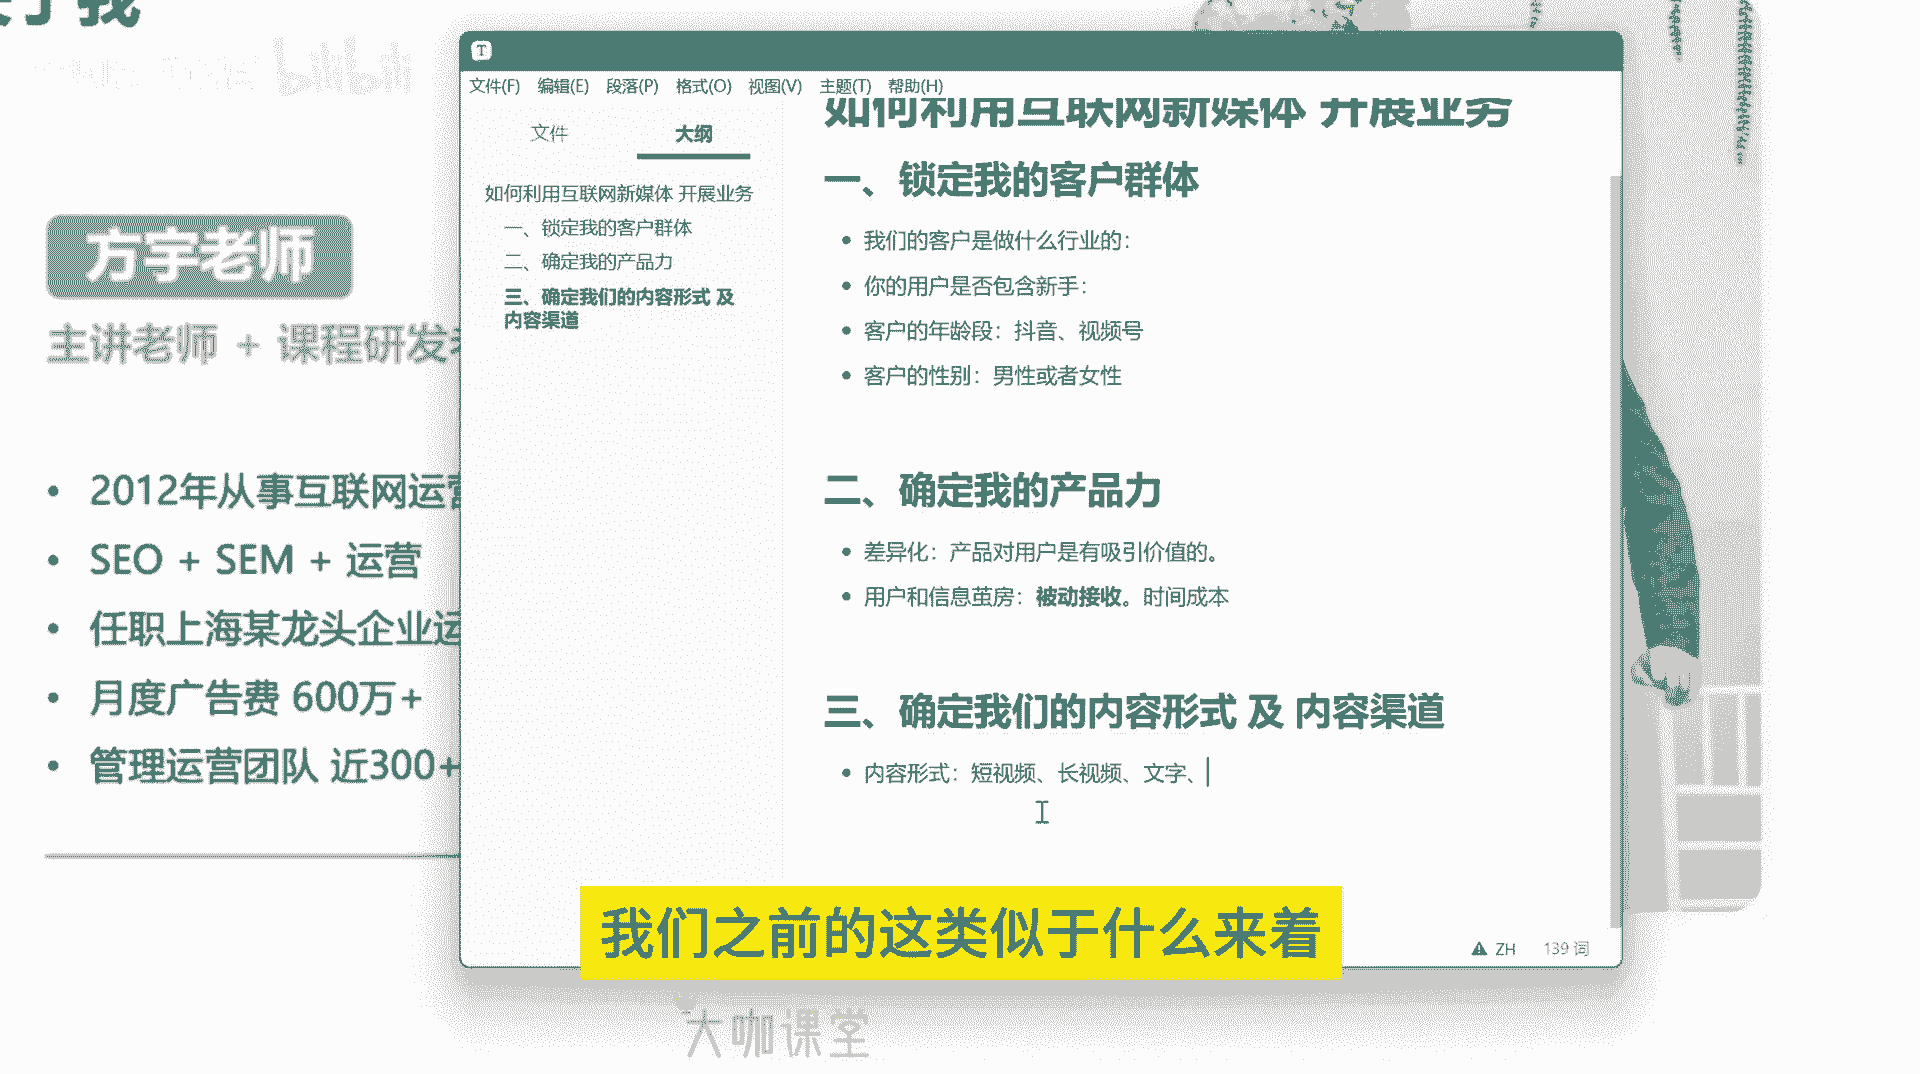 我
bilibili
方宇老师
主讲老师 + 课程研发
2012年从事互联网运营
SEO + SEM + 运营
任职上海某龙头企业运
月度广告费 600万+
管理运营团队 近300+
T
文件(F) 编辑(E) 段落(P) 格式(O) 视图(V) 主题(T) 帮助(H)
文件 大纲
如何利用互联网新媒体 开展业务
一、锁定我的客户群体
二、确定我的产品力
三、确定我们的内容形式 及
内容渠道
如何利用互联网新媒体 开展业务
一、锁定我的客户群体
我们的客户是做什么行业的：
你的用户是否包含新手：
客户的年龄段：抖音、视频号
客户的性别：男性或者女性
二、确定我的产品力
差异化：产品对用户是有吸引价值的。
用户和信息茧房：被动接收。时间成本
三、确定我们的内容形式 及 内容渠道
内容形式：短视频、长视频、文字、
ZH 139 词
我们之前的这类似于什么来着
大咖课堂